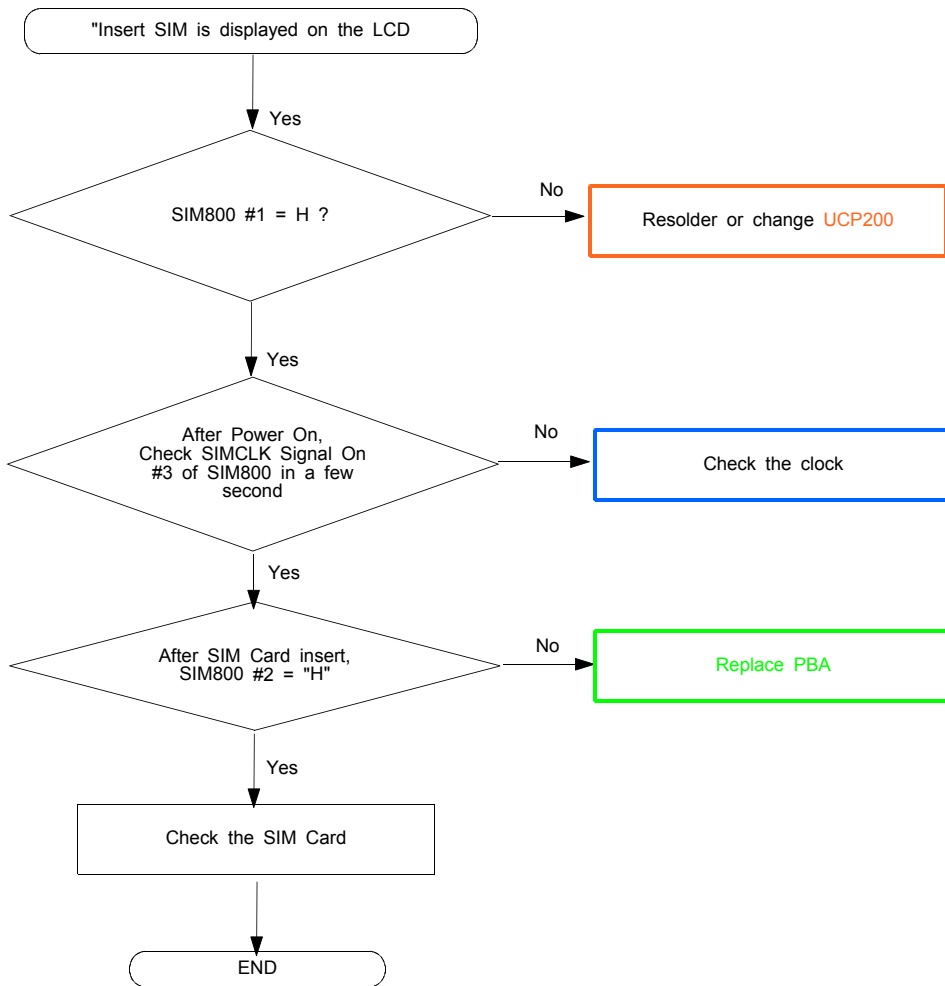 "Insert SIM is displayed on the LCD
Yes
SIM800 #1 = H ?
No
Resolder or change UCP200
Yes
After Power On,
Check SIMCLK Signal On
#3 of SIM800 in a few
second
No
Check the clock
Yes
After SIM Card insert,
SIM800 #2 = "H"
No
Replace PBA
Yes
Check the SIM Card
END